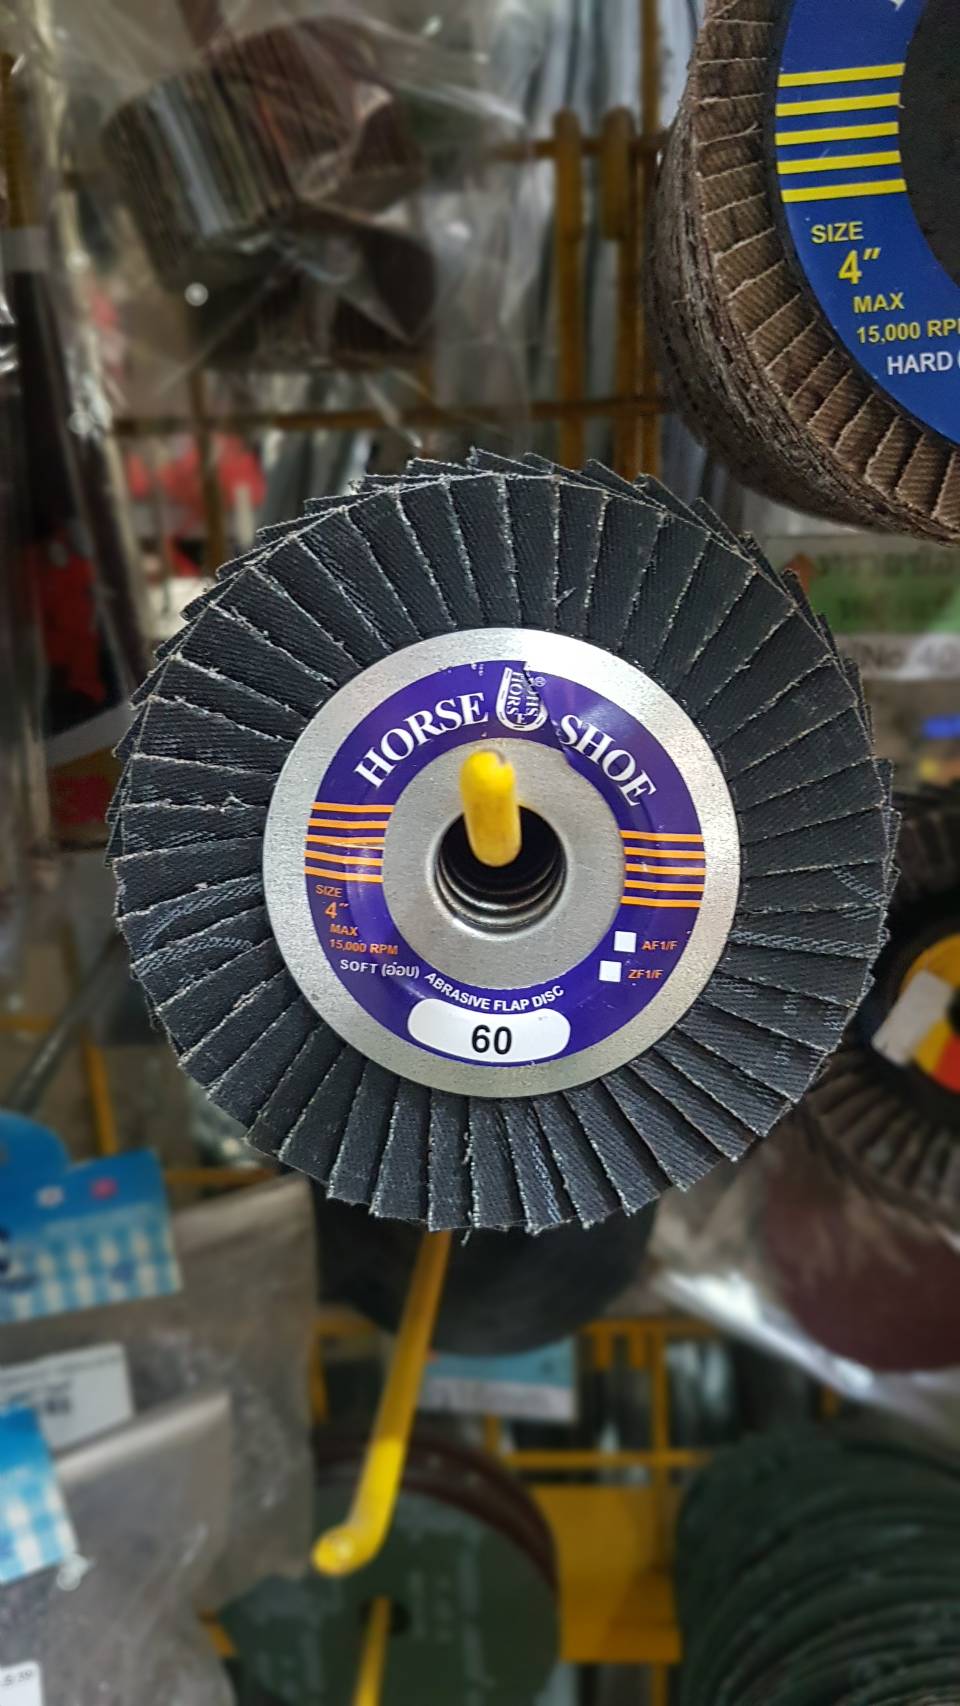 SIZE
4"
MAX
15,000 RP
HARD (
HORSE SHOE
SIZE
4"
MAX
15,000 RPM
SOFT (อ่อน)
AF1/F
ZF1/F
ABRASIVE FLAP DISC
60